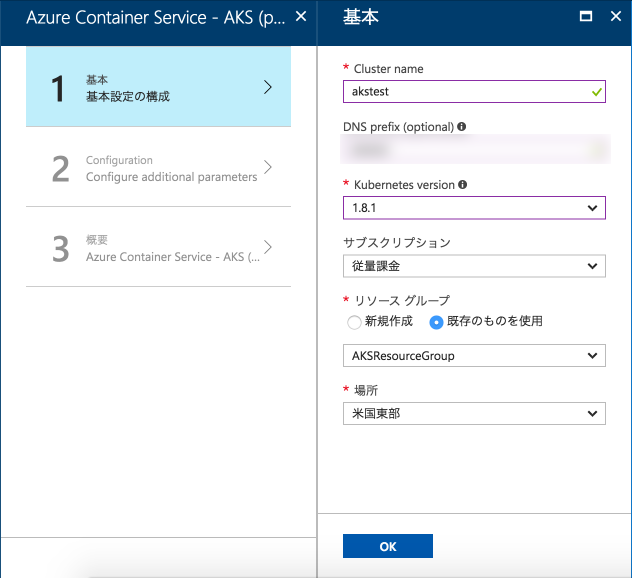 Azure Container Service - AKS (p...
1
基本
基本設定の構成
2
Configuration
Configure additional parameters
3
概要
Azure Container Service - AKS (...
基本
* Cluster name
akstest
DNS prefix (optional)
* Kubernetes version
1.8.1
サブスクリプション
従量課金
* リソース グループ
新規作成 既存のものを使用
AKSResourceGroup
* 場所
米国東部
OK